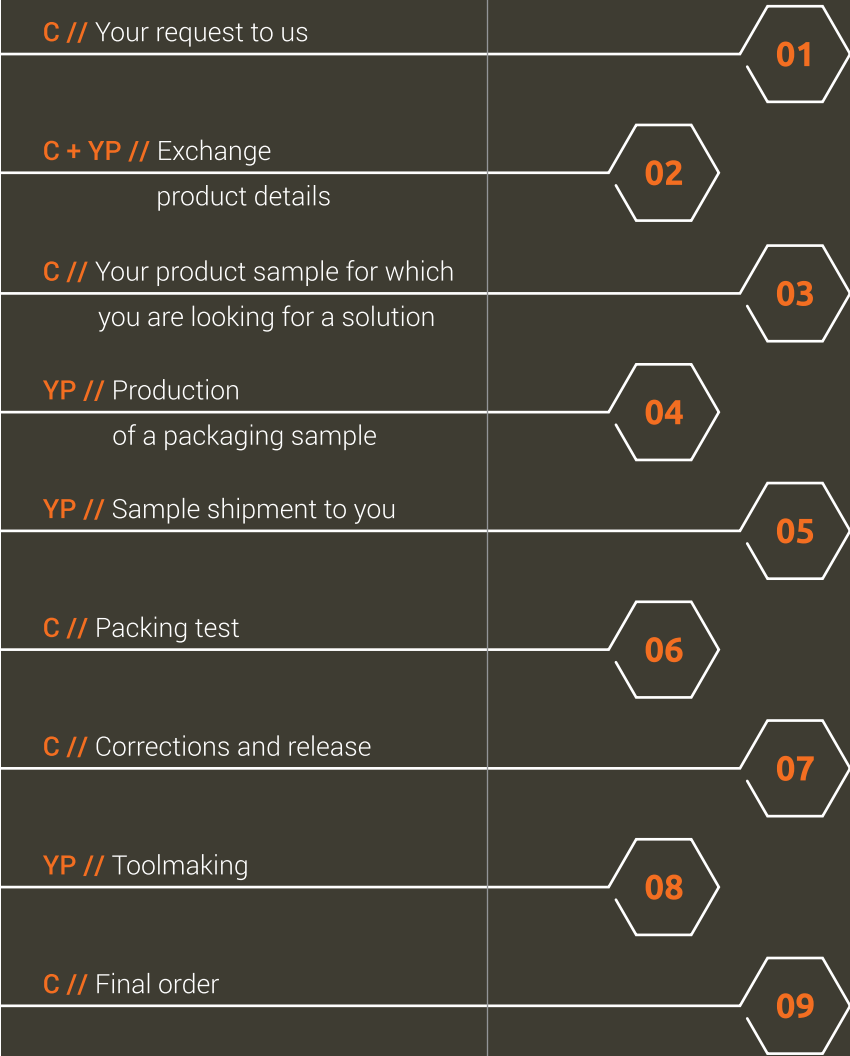 C // Your request to us
01
C + YP // Exchange
product details
02
C // Your product sample for which
you are looking for a solution
03
YP // Production
of a packaging sample
04
YP // Sample shipment to you
05
C // Packing test
06
C // Corrections and release
07
YP // Toolmaking
08
C // Final order
09